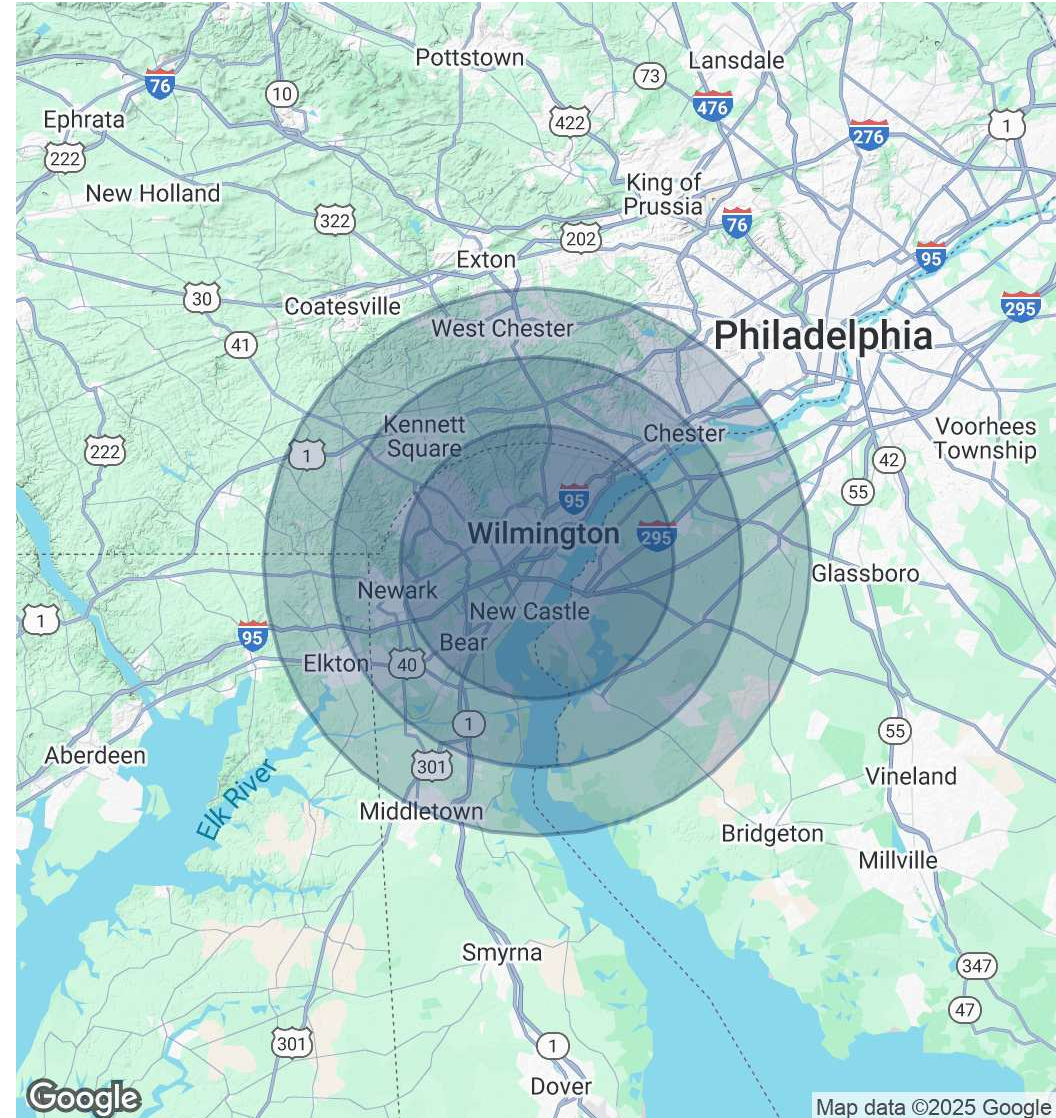 Pottstown
Lansdale
73
76
10
476
Ephrata
422
276
1
222
New Holland
King of
Prussia
322
76
202
Exton
95
30
Coatesville
295
West Chester
Philadelphia
41
Kennett
Square
Chester
Voorhees
Township
222
1
42
55
95
Wilmington
295
Glassboro
Newark
1
New Castle
95
Bear
Elkton
40
1
55
Aberdeen
301
Vineland
Elk River
Middletown
Bridgeton
Millville
Smyrna
347
47
301
1
Dover
Google
Map data ©2025 Google